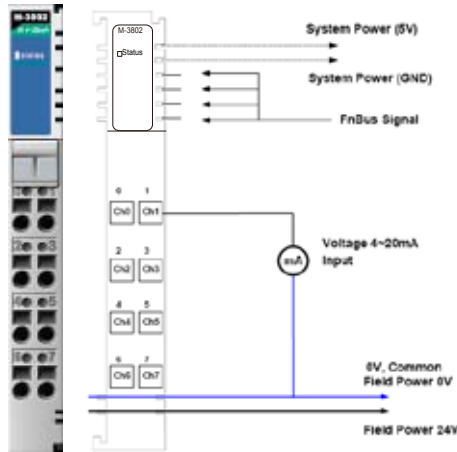 M-3802
M-3802
Status
System Power (5V)
System Power (GND)
FnBus Signal
0 1
Ch0 Ch1
2 3
Ch2 Ch3
4 5
Ch4 Ch5
6 7
Ch6 Ch7
Voltage 4~20mA
Input
mA
0V, Common
Field Power 0V
Field Power 24V